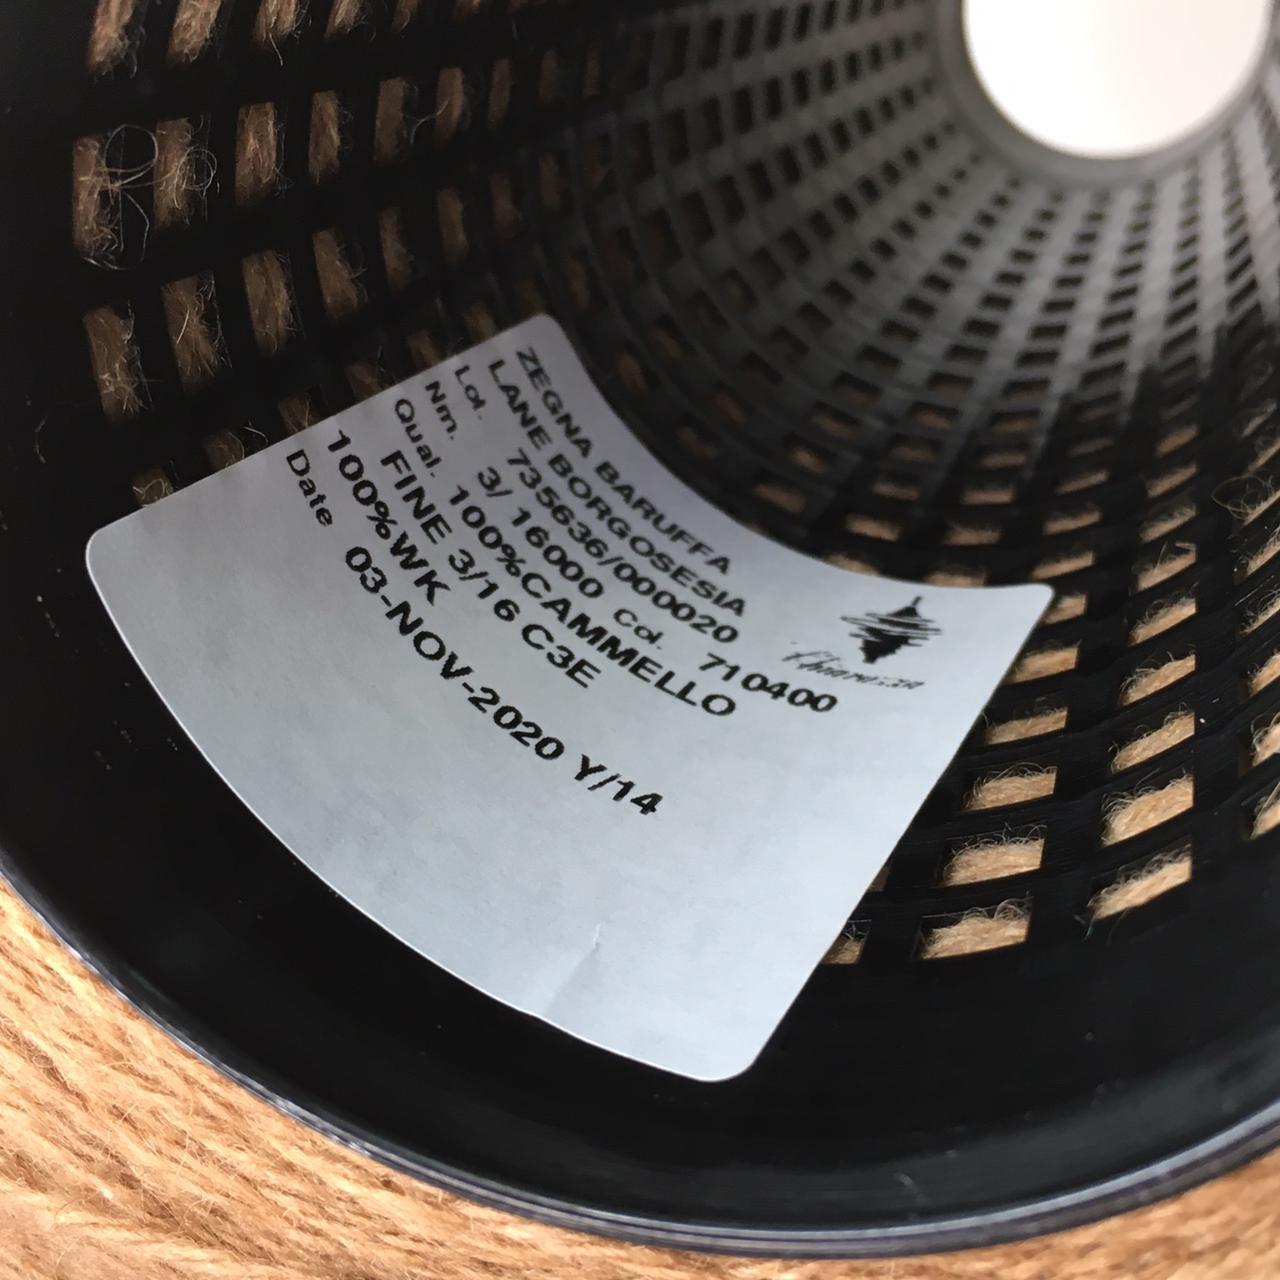 ZEGNA BARUFFA
LANE BORGOSESIA
Lot. 735636/000020
Nm. 3/ 16000 Col. 710400
Qual. 100%CAMMELLO
FINE 3/16 C3E
100%WK
Date 03-NOV-2020 Y/14
Chiavazza